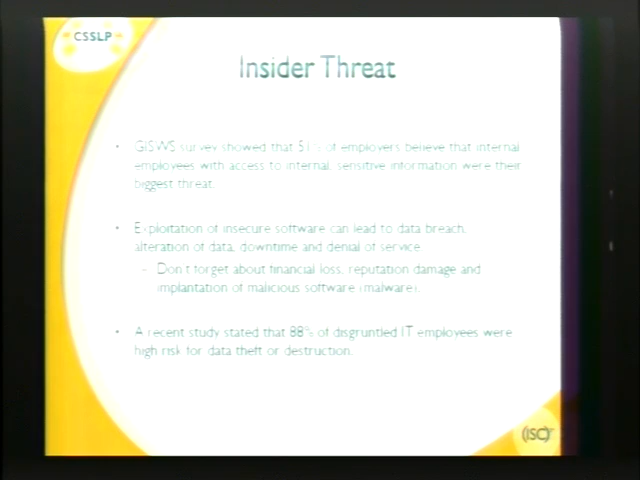 CSSLP
Insider Threat
• GISWS survey showed that 51% of employers believe that internal
employees with access to internal, sensitive information were their
biggest threat.
• Exploitation of insecure software can lead to data breach,
alteration of data, downtime and denial of service.
– Don't forget about financial loss, reputation damage and
implantation of malicious software (malware).
• A recent study stated that 88% of disgruntled IT employees were
high risk for data theft or destruction.
(ISC)